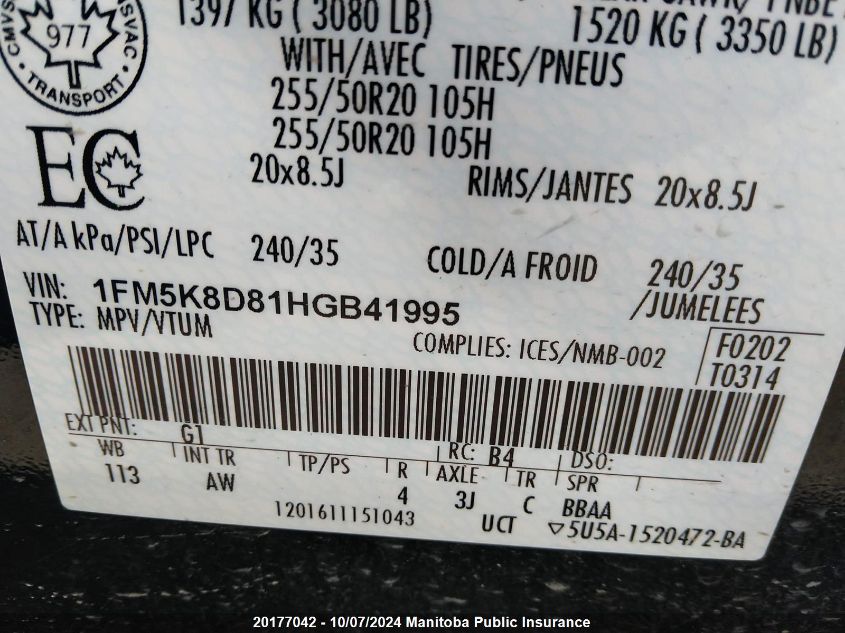 CMVSS NSVAC
977
TRANSPORT
1397 KG ( 3080 LB)
1520 KG ( 3350 LB)
WITH/AVEC TIRES/PNEUS
255/50R20 105H
255/50R20 105H
EC
20x8.5J RIMS/JANTES 20x8.5J
AT/A kPa/PSI/LPC 240/35 COLD/A FROID 240/35
VIN: 1FM5K8D81HGB41995 /JUMELEES
TYPE: MPV/VTUM COMPLIES: ICES/NMB-002 F0202
T0314
EXT PNT: G1 RC: B4 DSO:
WB INT TR TP/PS R AXLE TR SPR
113 AW 4 3J C BBAA
1201611151043 UCT 5U5A-1520472-BA
20177042 - 10/07/2024 Manitoba Public Insurance